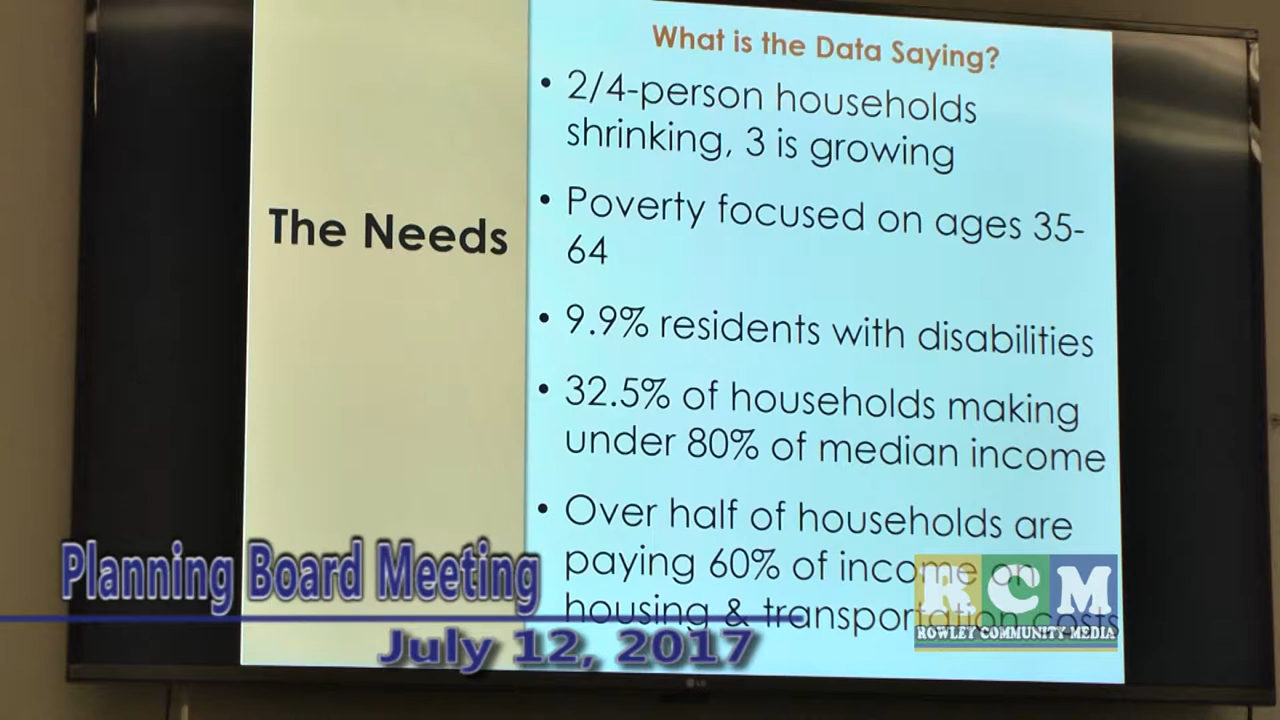 What is the Data Saying?
• 2/4-person households
shrinking, 3 is growing
• Poverty focused on ages 35-
64
The Needs
• 9.9% residents with disabilities
• 32.5% of households making
under 80% of median income
• Over half of households are
paying 60% of income on
housing & transportation costs
Planning Board Meeting
July 12, 2017
RCM
ROWLEY COMMUNITY MEDIA
LG